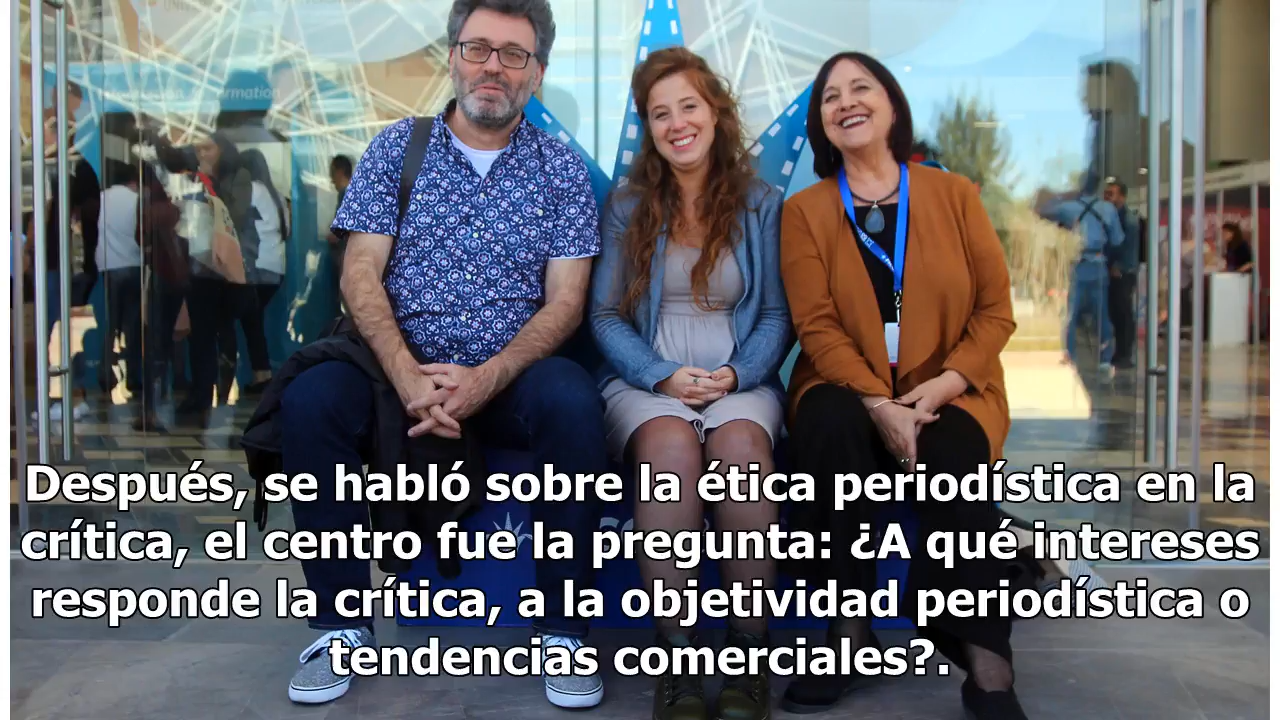 Después, se habló sobre la ética periodística en la
crítica, el centro fue la pregunta: ¿A qué intereses
responde la crítica, a la objetividad periodística o
tendencias comerciales?.